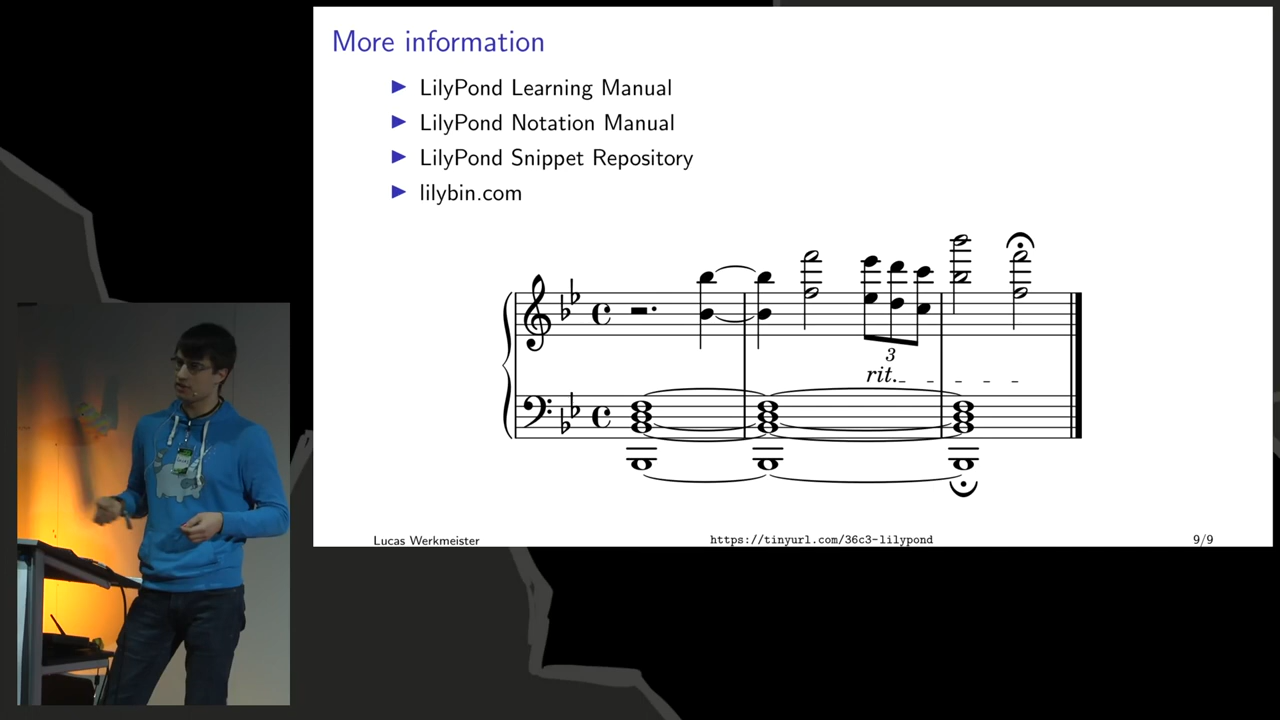 More information
LilyPond Learning Manual
LilyPond Notation Manual
LilyPond Snippet Repository
lilybin.com
3
rit.
Lucas Werkmeister
https://tinyurl.com/36c3-lilypond
9/9